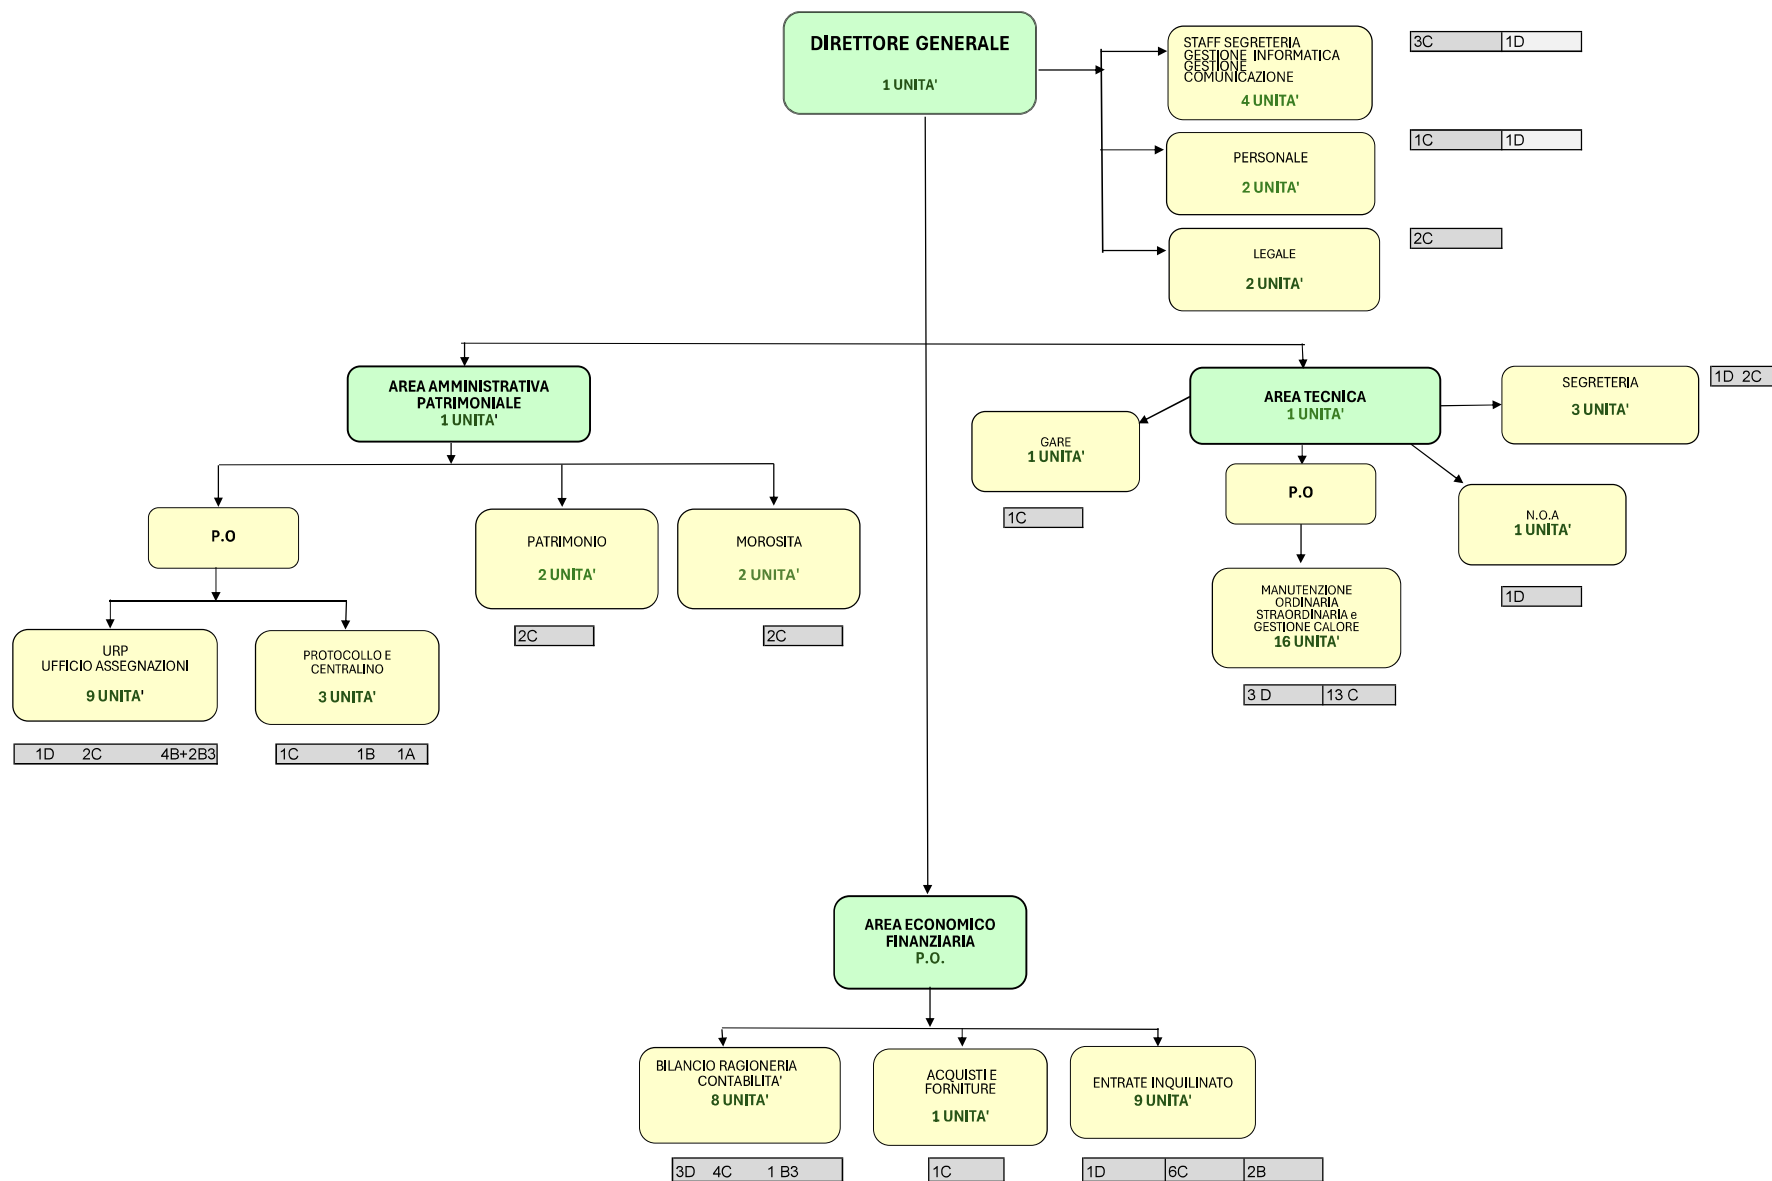 DIRETTORE GENERALE
1 UNITA'
STAFF SEGRETERIA
GESTIONE INFORMATICA
GESTIONE
COMUNICAZIONE
4 UNITA'
3C 1D
PERSONALE
2 UNITA'
1C 1D
LEGALE
2 UNITA'
2C
AREA AMMINISTRATIVA
PATRIMONIALE
1 UNITA'
AREA TECNICA
1 UNITA'
SEGRETERIA
3 UNITA'
1D 2C
GARE
1 UNITA'
1C
P.O
N.O.A
1 UNITA'
1D
MANUTENZIONE
ORDINARIA
STRAORDINARIA e
GESTIONE CALORE
16 UNITA'
3 D 13 C
P.O
PATRIMONIO
2 UNITA'
2C
MOROSITA
2 UNITA'
2C
URP
UFFICIO ASSEGNAZIONI
9 UNITA'
1D 2C 4B+2B3
PROTOCOLLO E
CENTRALINO
3 UNITA'
1C 1B 1A
AREA ECONOMICO
FINANZIARIA
P.O.
BILANCIO RAGIONERIA
CONTABILITA'
8 UNITA'
3D 4C 1 B3
ACQUISTI E
FORNITURE
1 UNITA'
1C
ENTRATE INQUILINATO
9 UNITA'
1D 6C 2B